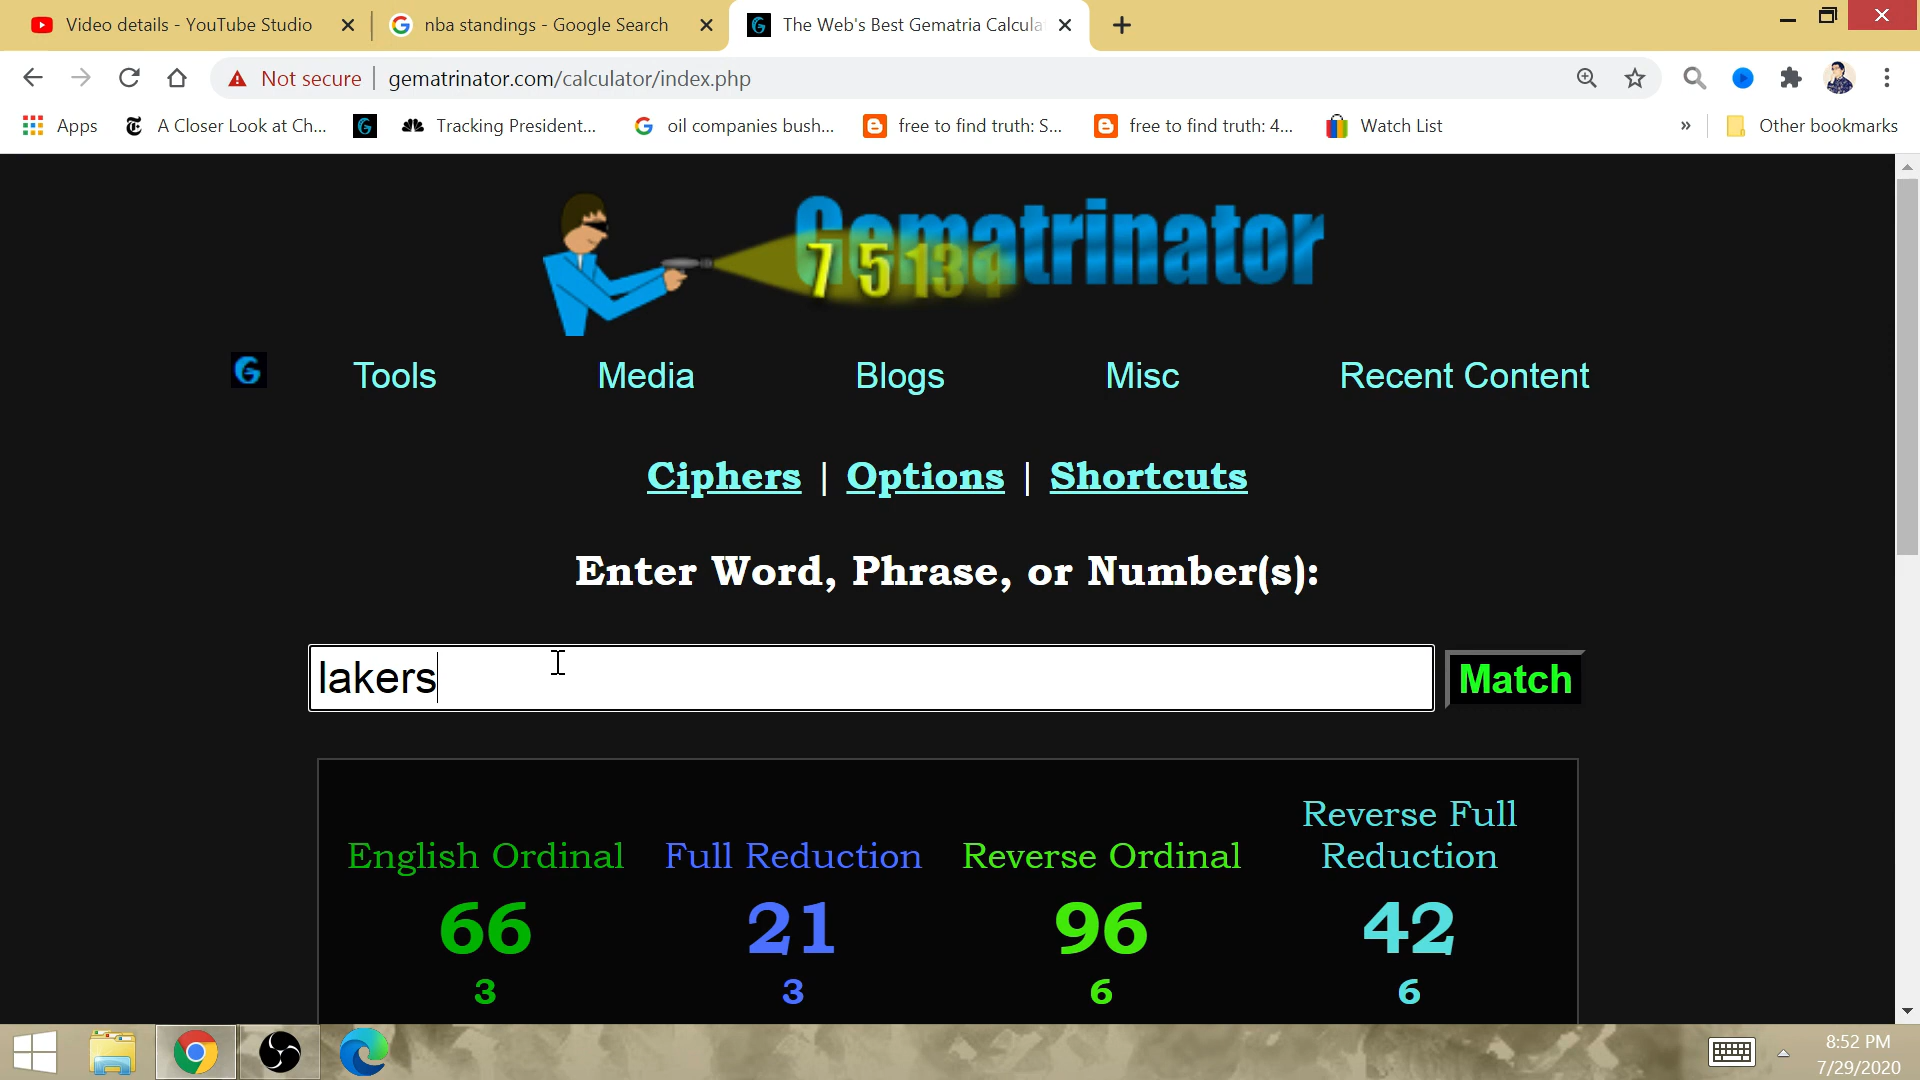 Video details - YouTube Studio
nba standings - Google Search
The Web's Best Gematria Calcula
Not secure
gematrinator.com/calculator/index.php
Apps
A Closer Look at Ch...
Tracking President...
oil companies bush...
free to find truth: S...
free to find truth: 4...
Watch List
»
Other bookmarks
Gematrinator
7 5 13 9
G
Tools
Media
Blogs
Misc
Recent Content
Ciphers | Options | Shortcuts
Enter Word, Phrase, or Number(s):
lakers
Match
English Ordinal
Full Reduction
Reverse Ordinal
Reverse Full
Reduction
66
21
96
42
3
3
6
6
8:52 PM
7/29/2020